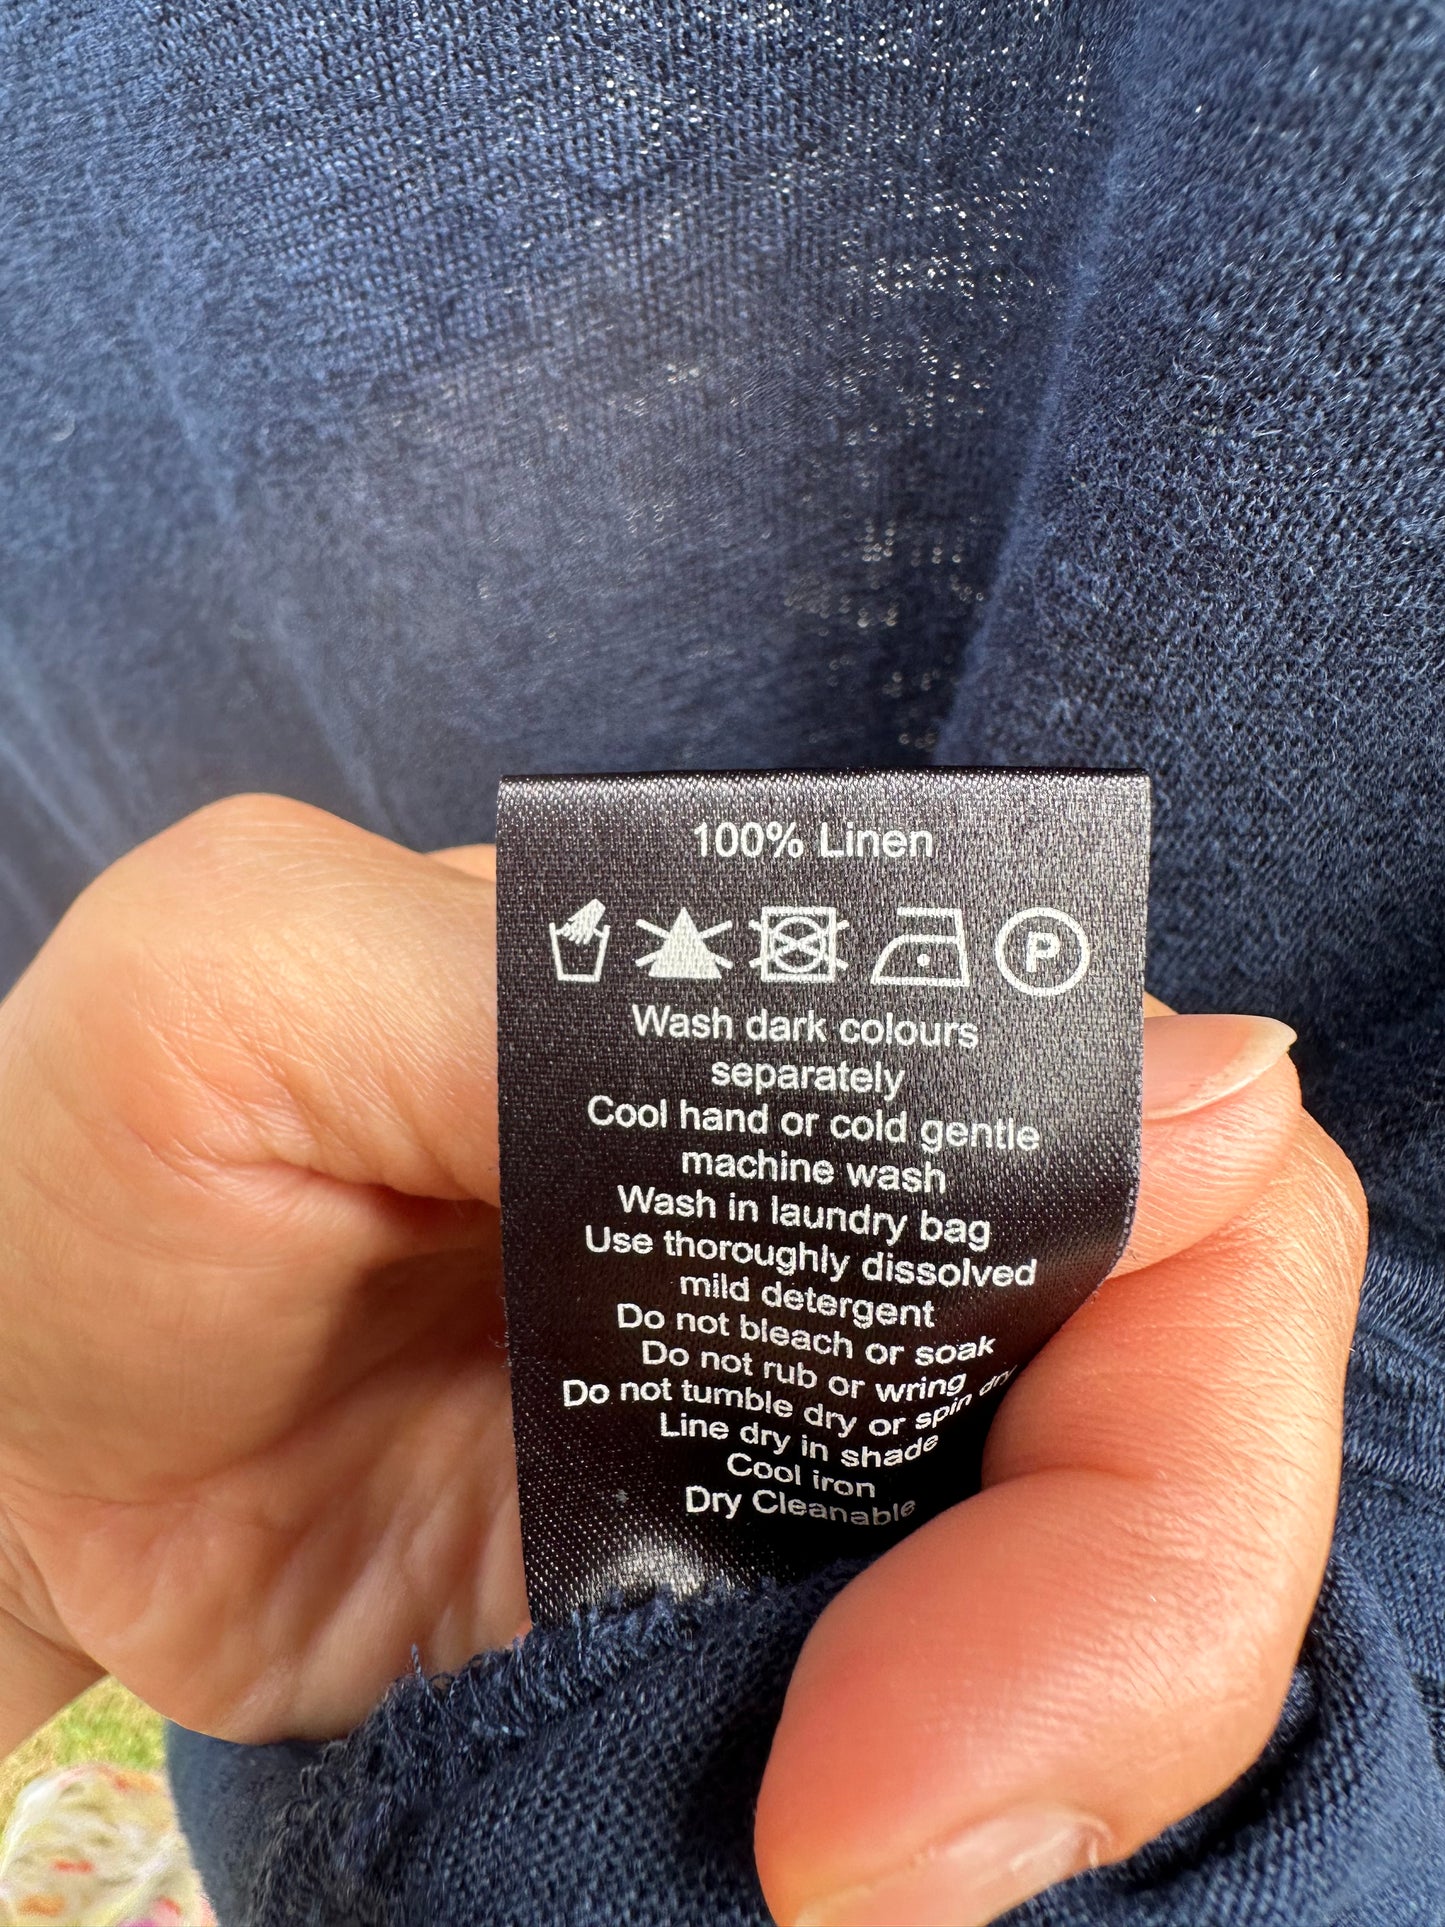 100% Linen
P
Wash dark colours
separately
Cool hand or cold gentle
machine wash
Wash in laundry bag
Use thoroughly dissolved
mild detergent
Do not bleach or soak
Do not rub or wring
Do not tumble dry or spin dry
Line dry in shade
Cool iron
Dry Cleanable